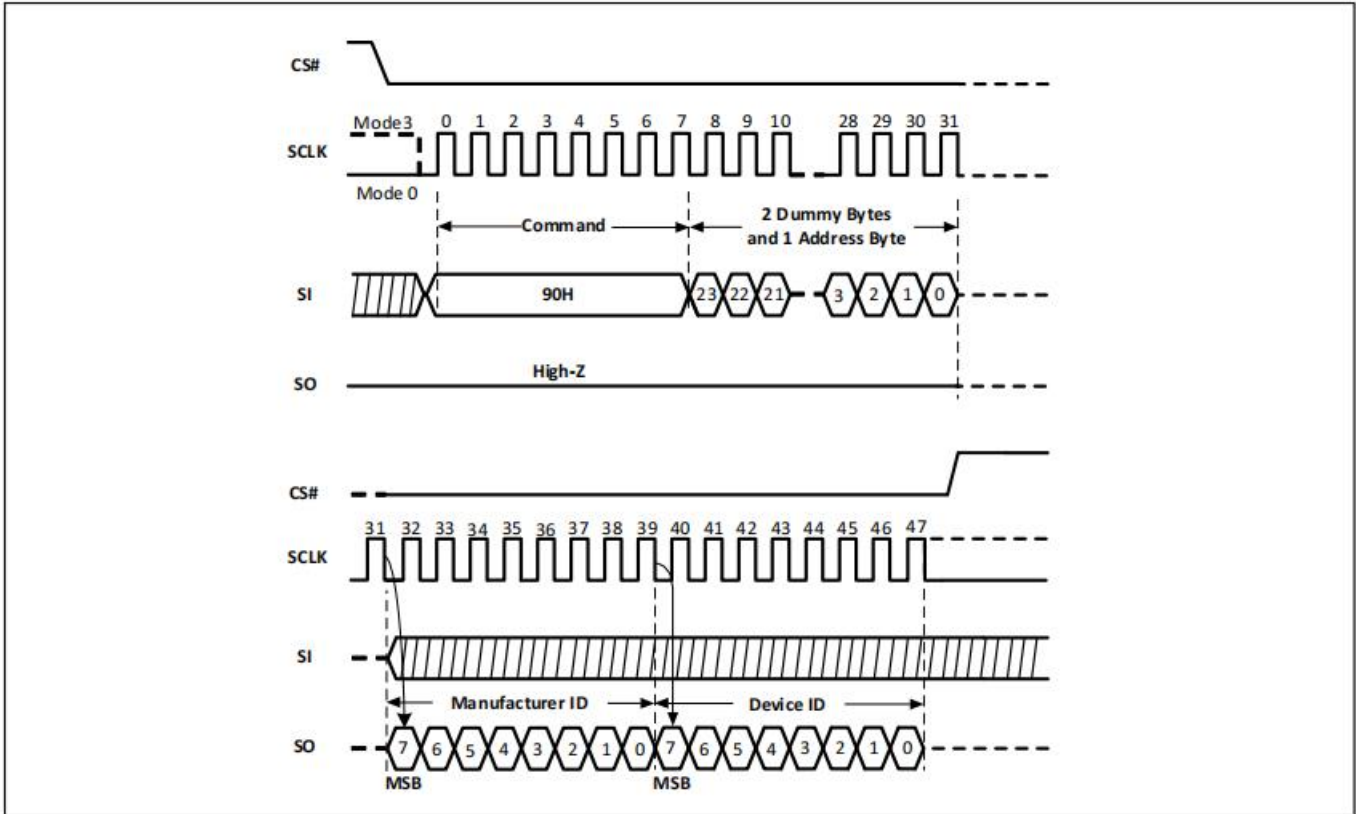 CS#
Mode3 0 1 2 3 4 5 6 7 8 9 10 28 29 30 31
SCLK
Mode 0
Command 2 Dummy Bytes
and 1 Address Byte
SI 90H 23 22 21 3 2 1 0
High-Z
SO
CS#
31 32 33 34 35 36 37 38 39 40 41 42 43 44 45 46 47
SCLK
SI
Manufacturer ID Device ID
SO 7 6 5 4 3 2 1 0 7 6 5 4 3 2 1 0
MSB MSB